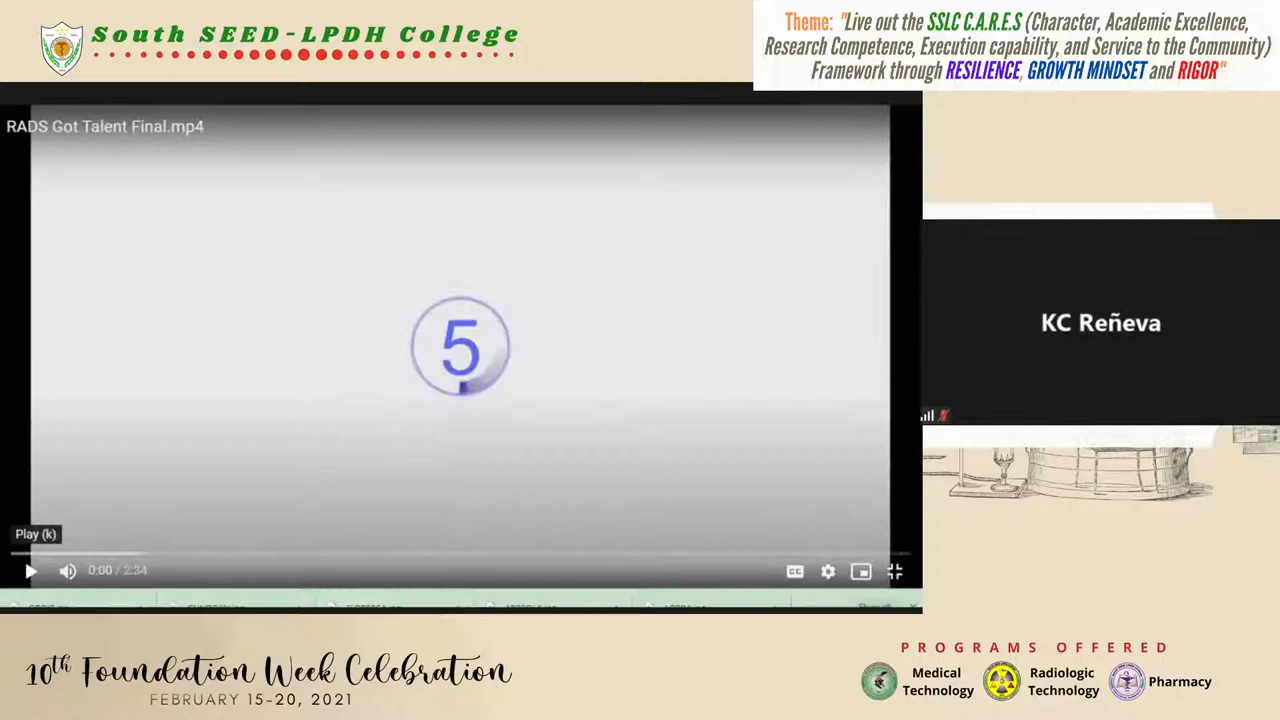 South SEED-LPDH College
Theme: "Live out the SSLC C.A.R.E.S (Character, Academic Excellence,
Research Competence, Execution capability, and Service to the Community)
Framework through RESILIENCE, GROWTH MINDSET and RIGOR"
RADS Got Talent Final.mp4
5
KC Reñeva
Play (k)
0:00 / 2:34
CC
10th Foundation Week Celebration
FEBRUARY 15-20, 2021
PROGRAMS OFFERED
Medical
Technology
Radiologic
Technology
Pharmacy